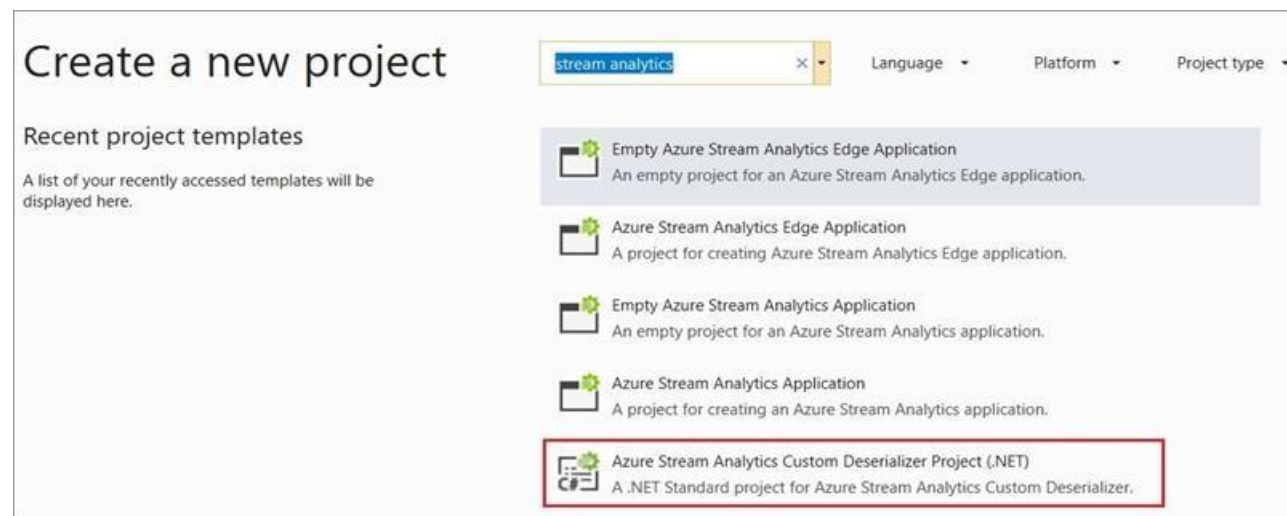 Create a new project
stream analytics
Language
Platform
Project type
Recent project templates
A list of your recently accessed templates will be
displayed here.
Empty Azure Stream Analytics Edge Application
An empty project for an Azure Stream Analytics Edge application.
Azure Stream Analytics Edge Application
A project for creating Azure Stream Analytics Edge application.
Empty Azure Stream Analytics Application
An empty project for an Azure Stream Analytics application.
Azure Stream Analytics Application
A project for creating an Azure Stream Analytics application.
C#
Azure Stream Analytics Custom Deserializer Project (.NET)
A .NET Standard project for Azure Stream Analytics Custom Deserializer.